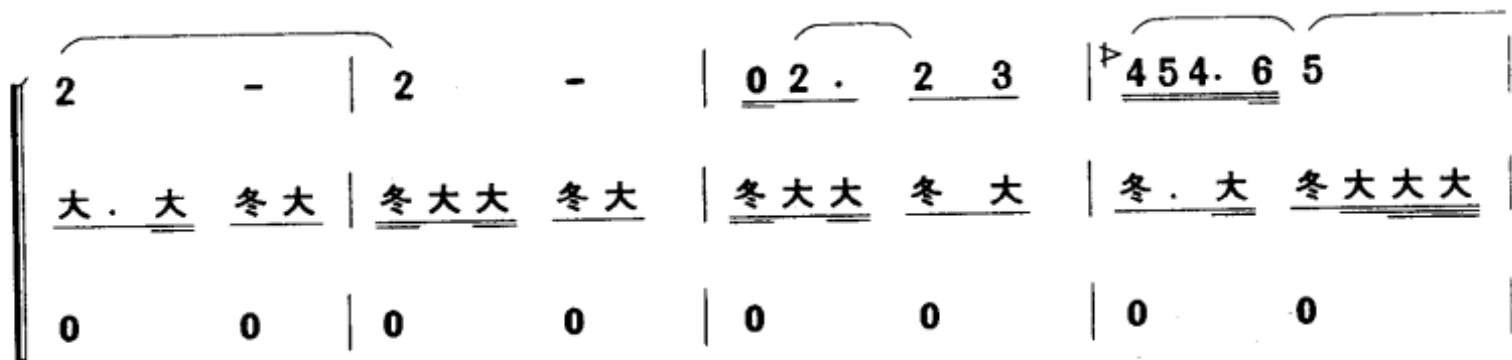 2 - | 2 - | 0 2 . 2 3 | 4 5 4 . 6 5 |
大 . 大 冬 大 | 冬 大 大 冬 大 | 冬 大 大 冬 大 | 冬 . 大 冬 大 大 大 |
0 0 | 0 0 | 0 0 | 0 0 |